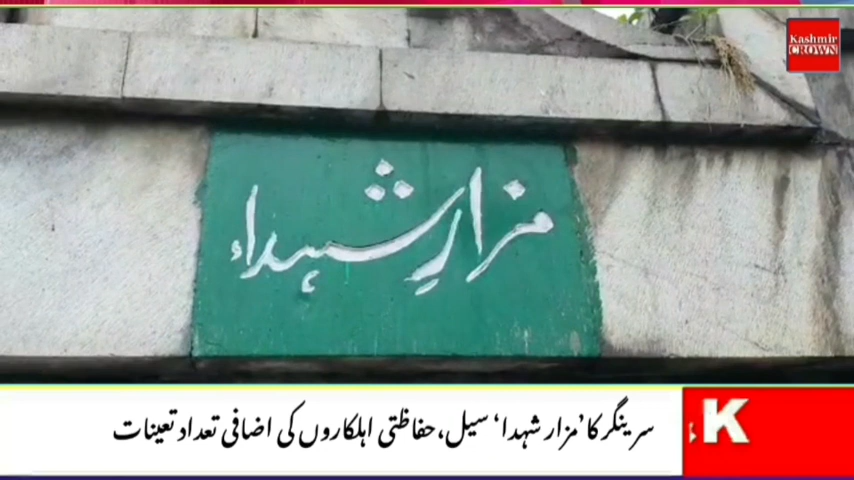 Kashmir
CROWN
مزارِ شہداء
سرینگر کا ’مزار شہدا‘ سیل، حفاظتی اہلکاروں کی اضافی تعداد تعینات
K